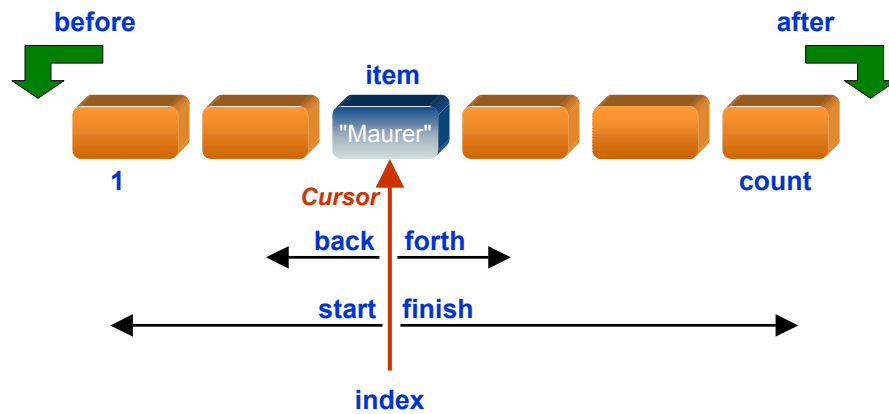 before
after
item
"Maurer"
1
count
Cursor
back
forth
start
finish
index